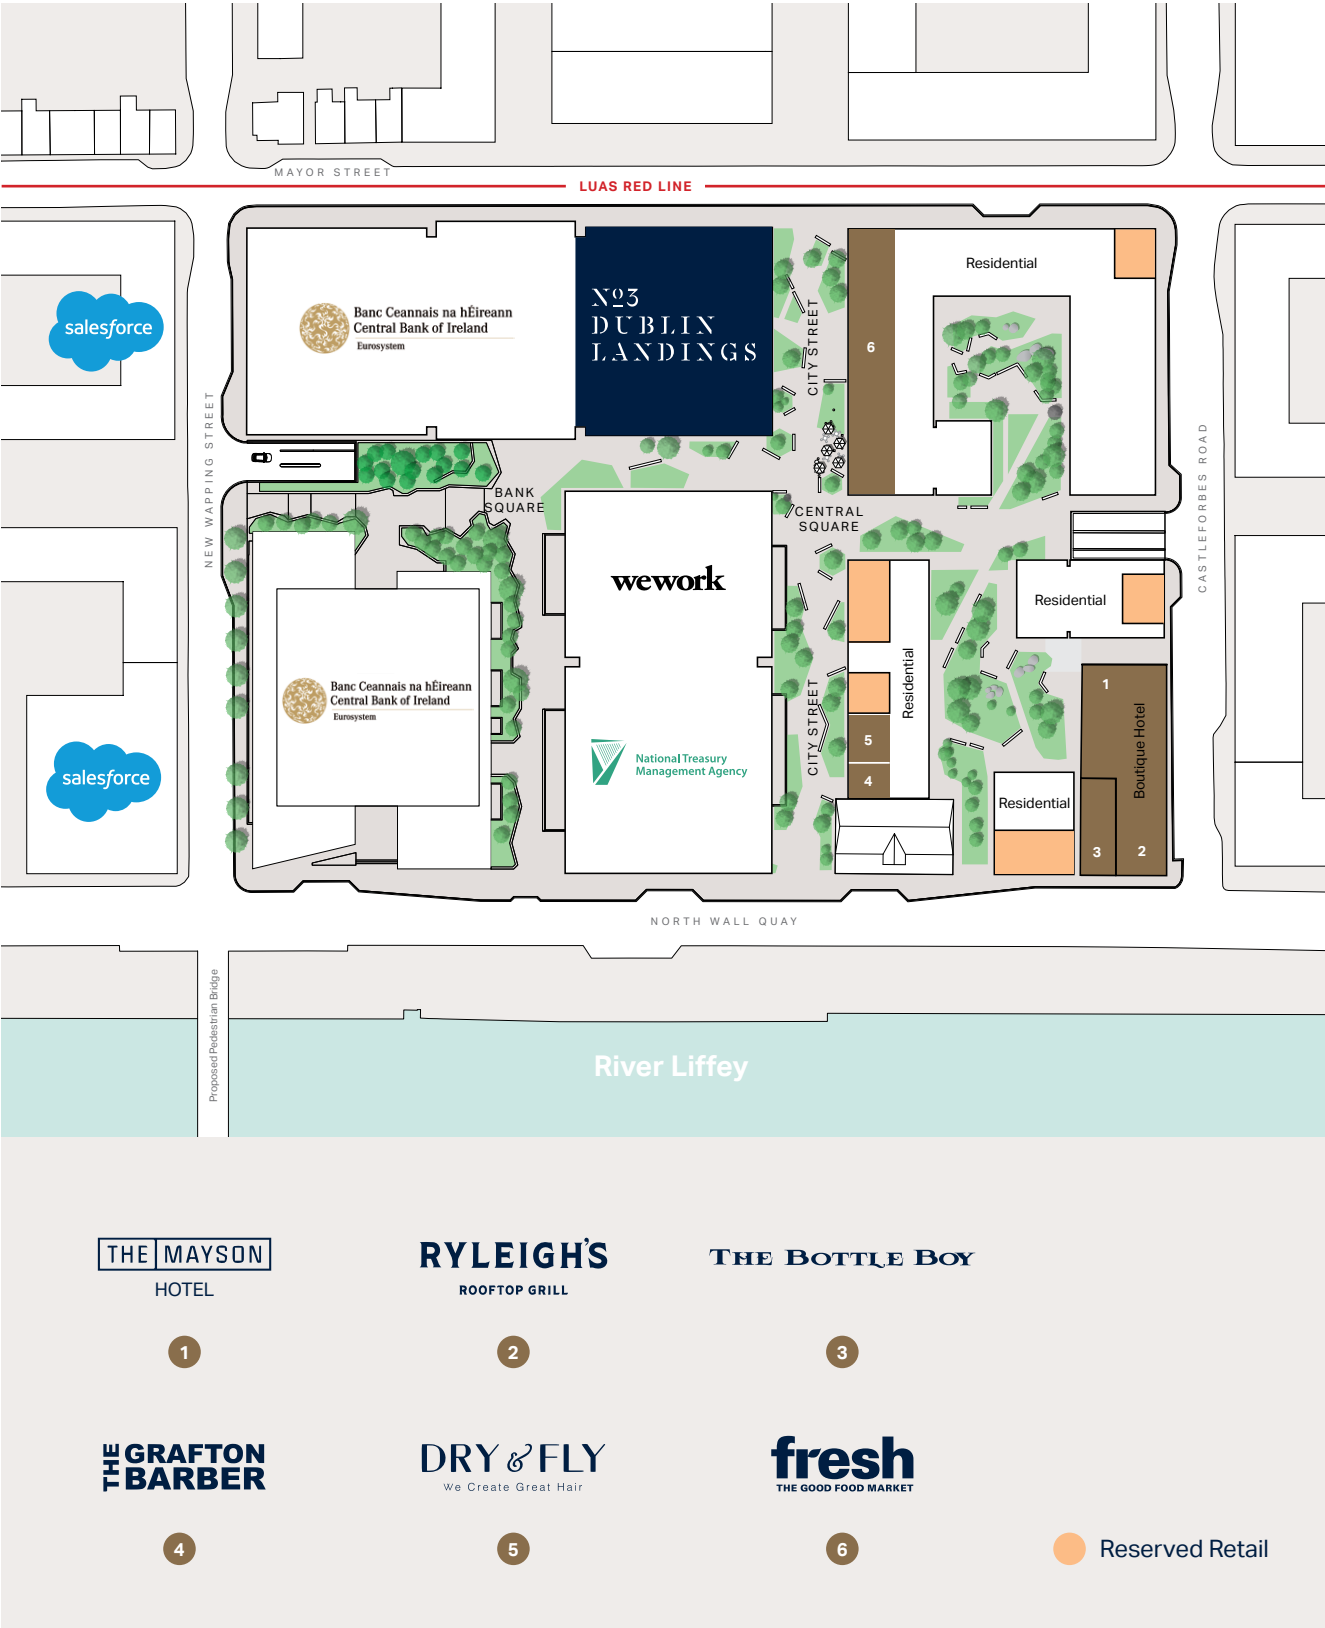 MAYOR STREET
LUAS RED LINE
Banc Ceannais na hÉireann
Central Bank of Ireland
Eurosystem
Nº3
DUBLIN
LANDINGS
CITY STREET
6
Residential
salesforce
NEW WAPPING STREET
BANK
SQUARE
CENTRAL
SQUARE
CASTLEFORBES ROAD
wework
Residential
Residential
Banc Ceannais na hÉireann
Central Bank of Ireland
Eurosystem
National Treasury
Management Agency
CITY STREET
5
4
1
Boutique Hotel
salesforce
Residential
3
2
NORTH WALL QUAY
Proposed Pedestrian Bridge
River Liffey
THE MAYSON
HOTEL
1
RYLEIGH'S
ROOFTOP GRILL
2
THE BOTTLE BOY
3
THE GRAFTON
BARBER
4
DRY & FLY
We Create Great Hair
5
fresh
THE GOOD FOOD MARKET
6
Reserved Retail